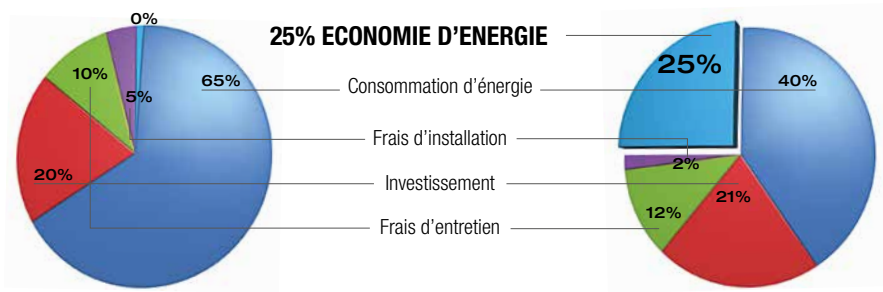 0%
25% ECONOMIE D'ENERGIE
25%
10%
65%
Consommation d'énergie
40%
5%
Frais d'installation
2%
20%
Investissement
21%
12%
Frais d'entretien